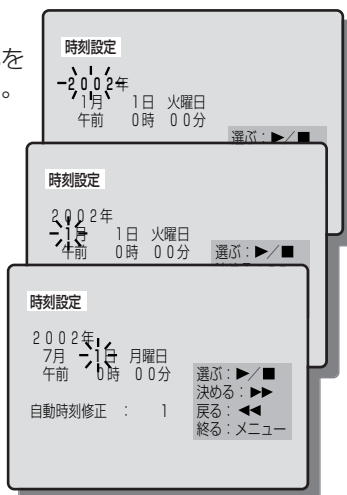 を
。
時刻設定
2002年
1月 1日 火曜日
午前 0時 00分
選ぶ：▶／■
時刻設定
2002年
1月 1日 火曜日
午前 0時 00分
選ぶ：▶／■
時刻設定
2002年
7月 1日 月曜日
午前 0時 00分
自動時刻修正 ： 1
選ぶ：▶／■
決める：▶▶
戻る：◀◀
終る：メニュー